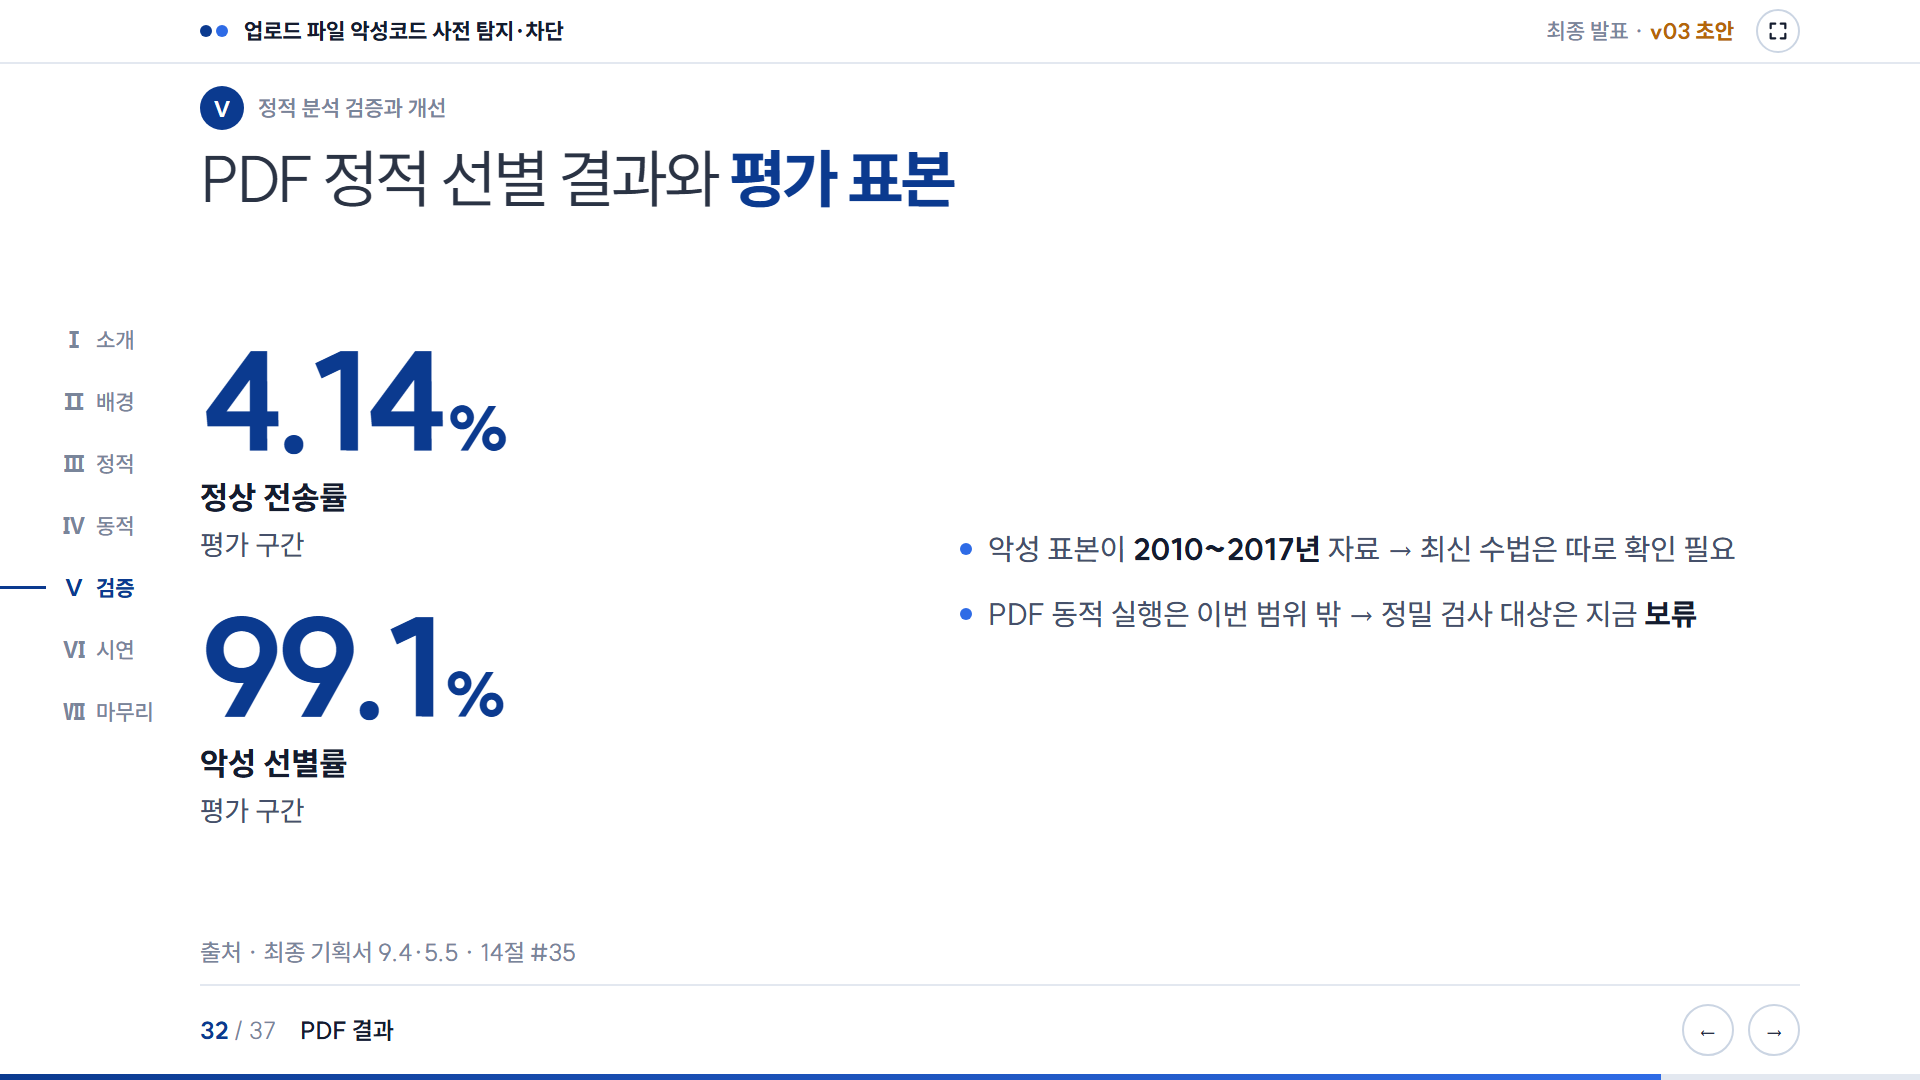 업로드 파일 악성코드 사전 탐지·차단
최종 발표 · v03 초안
V 정적 분석 검증과 개선
PDF 정적 선별 결과와 평가 표본
I 소개
II 배경
III 정적
IV 동적
V 검증
VI 시연
VII 마무리
4.14%
정상 전송률
평가 구간
99.1%
악성 선별률
평가 구간
악성 표본이 2010~2017년 자료 → 최신 수법은 따로 확인 필요
PDF 동적 실행은 이번 범위 밖 → 정밀 검사 대상은 지금 보류
출처 · 최종 기획서 9.4·5.5 · 14절 #35
32 / 37 PDF 결과
← →